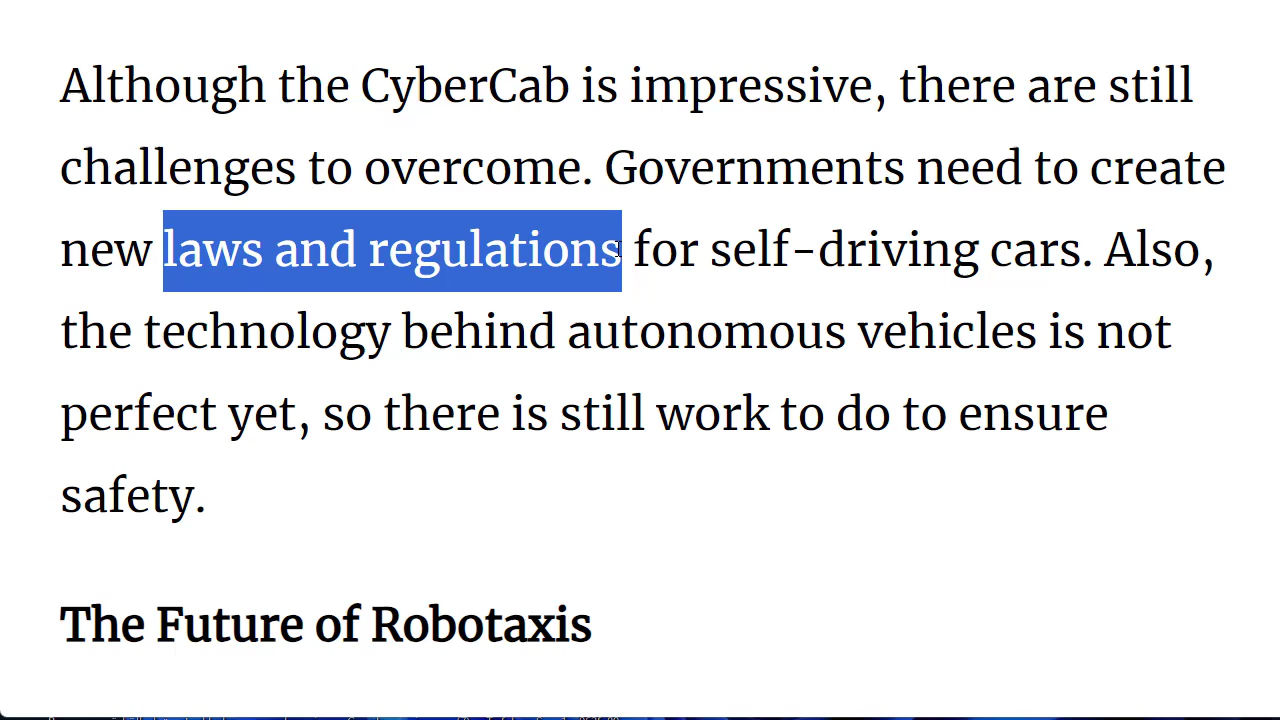 Although the CyberCab is impressive, there are still
challenges to overcome. Governments need to create
new laws and regulations for self-driving cars. Also,
the technology behind autonomous vehicles is not
perfect yet, so there is still work to do to ensure
safety.
The Future of Robotaxis